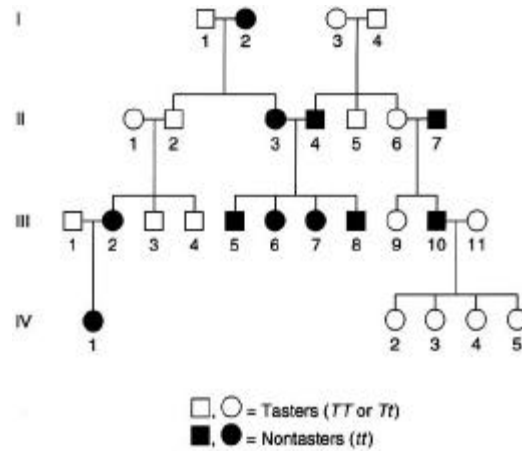 I
1 2 3 4
II
1 2 3 4 5 6 7
III
1 2 3 4 5 6 7 8 9 10 11
IV
1 2 3 4 5
= Tasters (TT or Tt)
= Nontasters (tt)